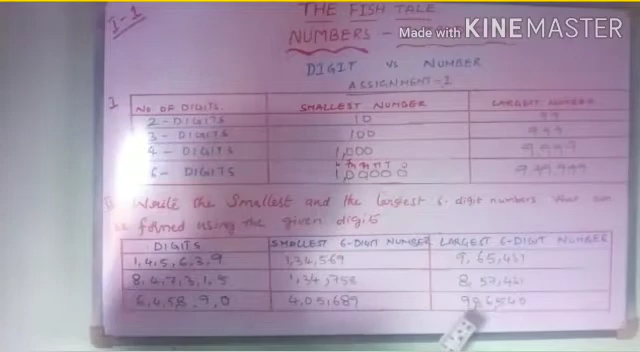 I-1
THE FISH TALE
Made with KINEMASTER
NUMBERS -
DIGIT vs NUMBER
ASSIGNMENT-1
I
NO OF DIGITS. SMALLEST NUMBER LARGEST NUMBER
2 - DIGITS 10 99
3 - DIGITS 100 999
4 - DIGITS 1,000 9,999
6 - DIGITS 1,00000 9,99,999
II Write the Smallest and the largest 6-digit numbers that can
be formed using the given digits
DIGITS SMALLEST 6-DIGIT NUMBER LARGEST 6-DIGIT NUMBER
1,4,5,6,3,9 1,34,569 9,65,431
8,4,7,3,1,5 1,34,758 8,57,431
6,4,5,8,9,0 4,05,689 986540